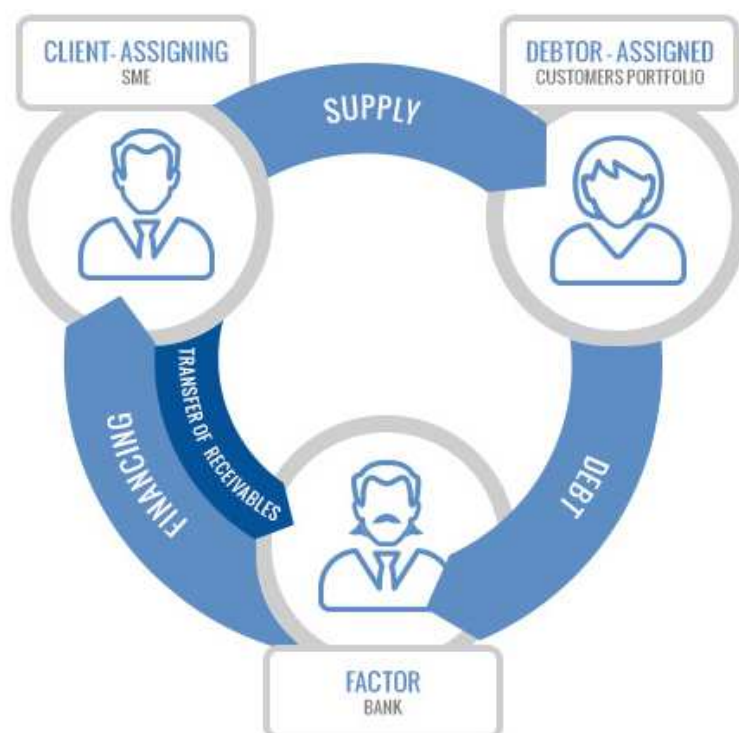 CLIENT- ASSIGNING
SME
DEBTOR - ASSIGNED
CUSTOMERS PORTFOLIO
SUPPLY
TRANSFER OF RECEIVABLES
FINANCING
DEBT
FACTOR
BANK